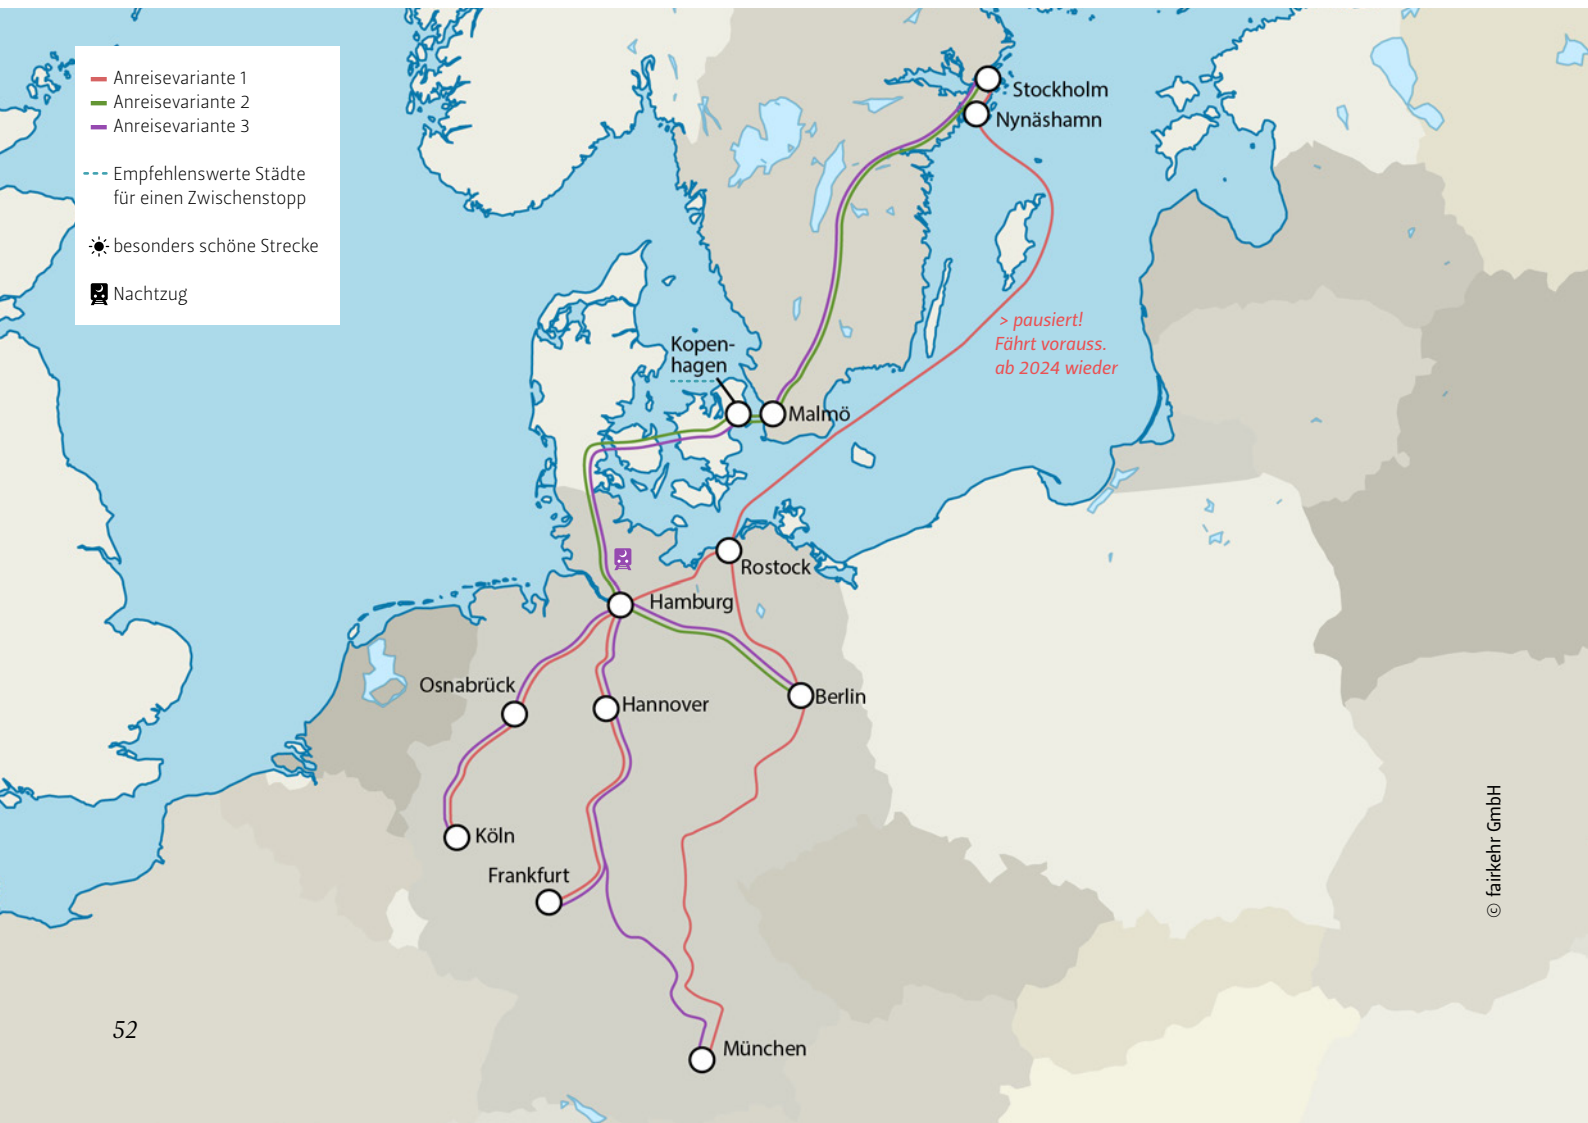 Anreisevariante 1
Anreisevariante 2
Anreisevariante 3
Empfehlenswerte Städte
für einen Zwischenstopp
besonders schöne Strecke
Nachtzug
Stockholm
Nynäshamn
> pausiert!
Fährt vorauss.
ab 2024 wieder
Kopen-
hagen
Malmö
Rostock
Hamburg
Osnabrück
Hannover
Berlin
Köln
Frankfurt
München
© fairkehr GmbH
52